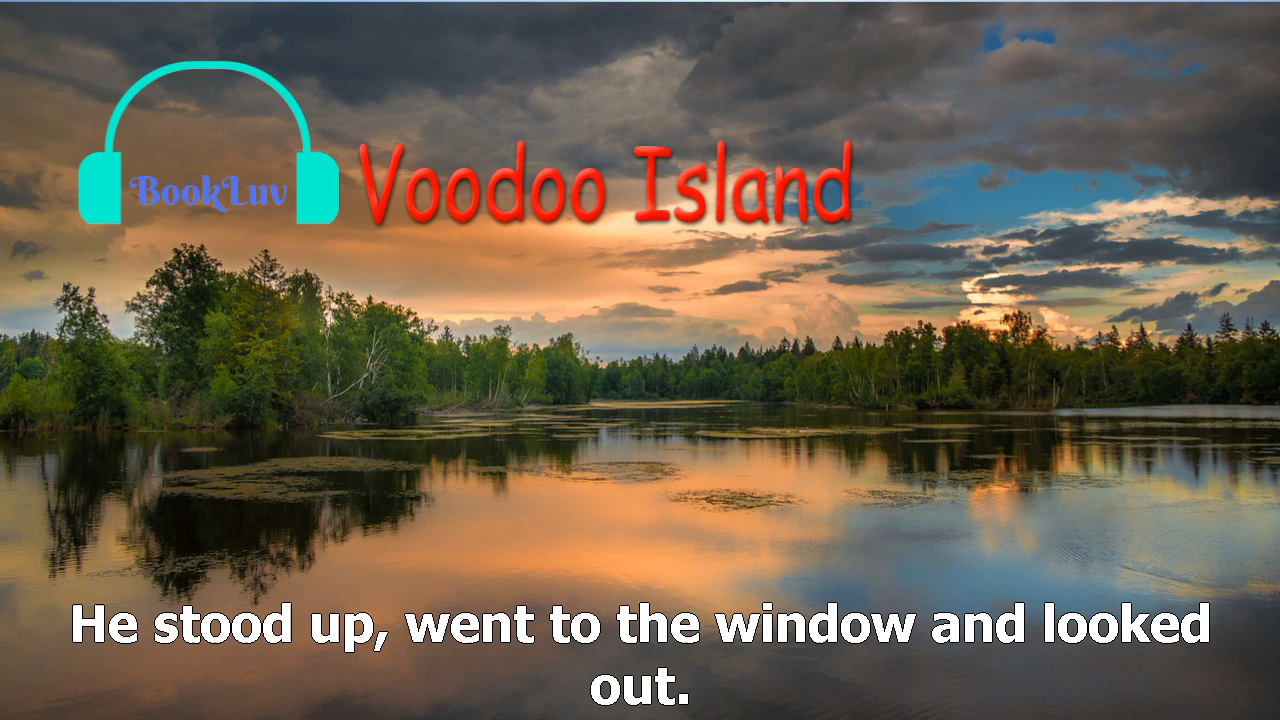 BookLuv
Voodoo Island
He stood up, went to the window and looked
out.